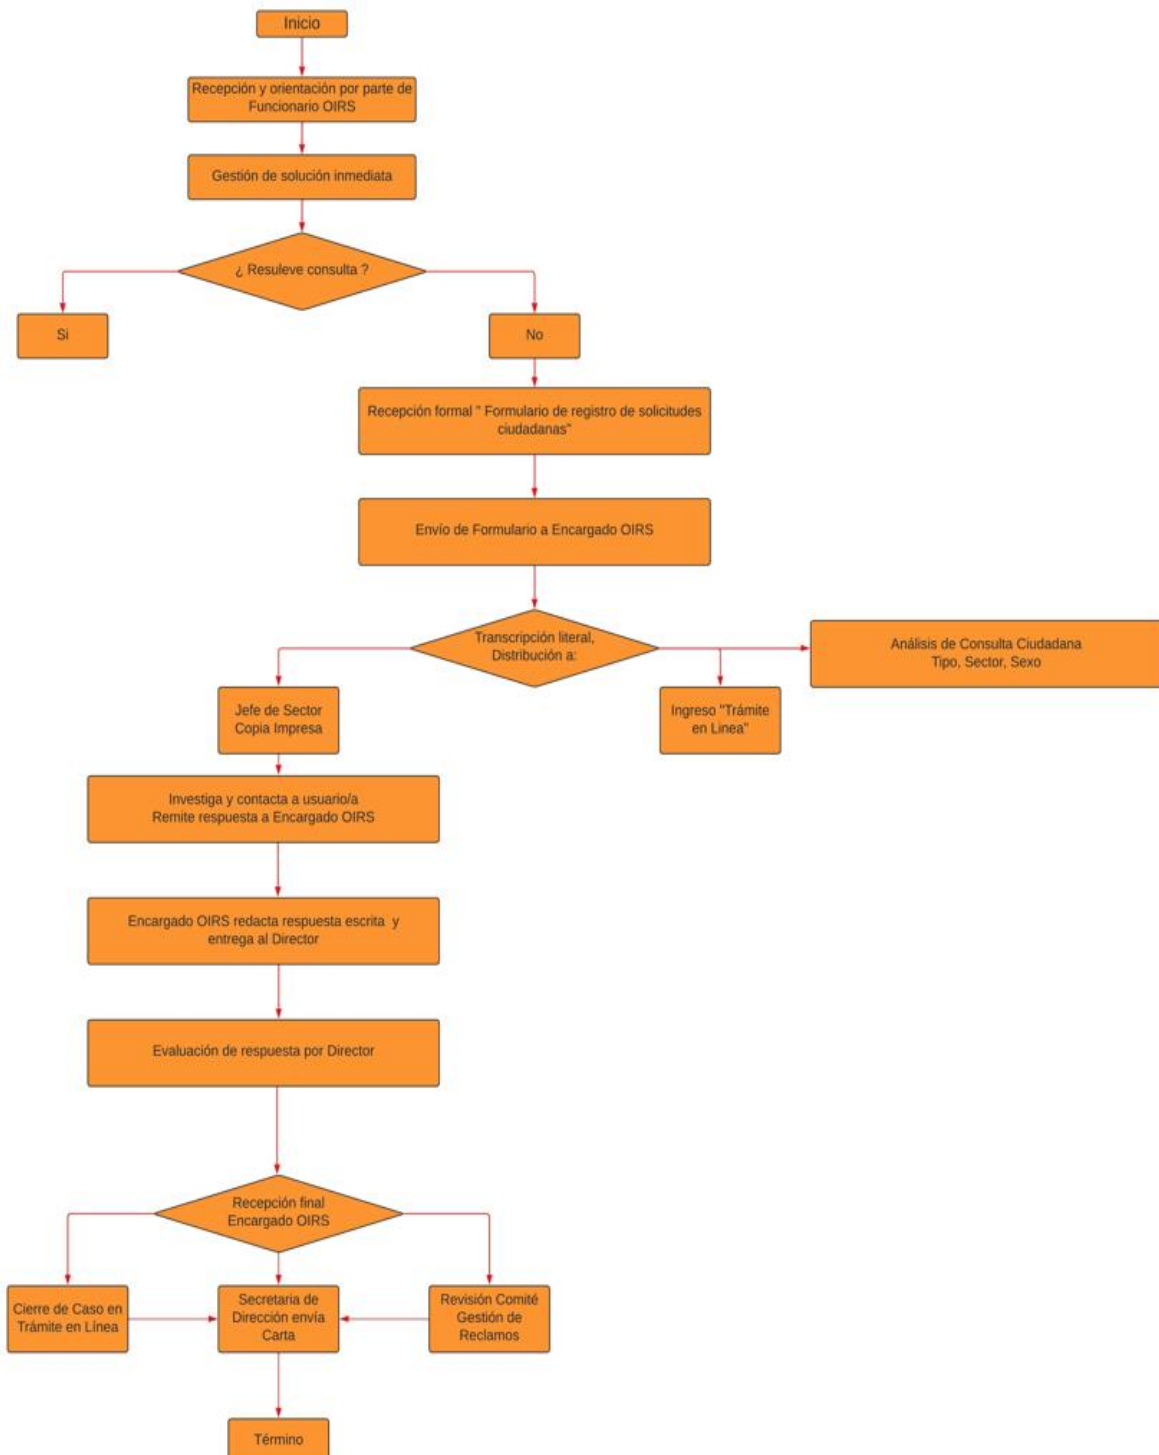 Inicio
Recepción y orientación por parte de
Funcionario OIRS
Gestión de solución inmediata
¿ Resuleve consulta ?
Si
No
Recepción formal " Formulario de registro de solicitudes
ciudadanas"
Envío de Formulario a Encargado OIRS
Transcripción literal,
Distribución a:
Análisis de Consulta Ciudadana
Tipo, Sector, Sexo
Jefe de Sector
Copia Impresa
Ingreso "Trámite
en Linea"
Investiga y contacta a usuario/a
Remite respuesta a Encargado OIRS
Encargado OIRS redacta respuesta escrita y
entrega al Director
Evaluación de respuesta por Director
Recepción final
Encargado OIRS
Cierre de Caso en
Trámite en Línea
Secretaria de
Dirección envía
Carta
Revisión Comité
Gestión de
Reclamos
Término